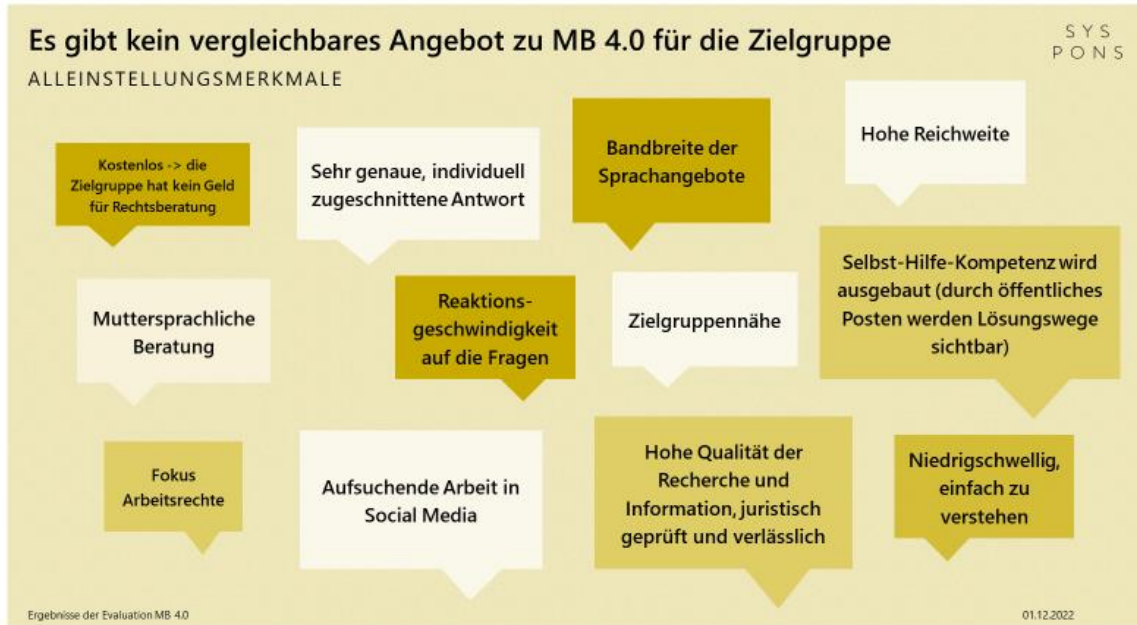 Es gibt kein vergleichbares Angebot zu MB 4.0 für die Zielgruppe
SYS
PONS
ALLEINSTELLUNGSMERKMALE
Kostenlos -> die
Zielgruppe hat kein Geld
für Rechtsberatung
Sehr genaue, individuell
zugeschnittene Antwort
Bandbreite der
Sprachangebote
Hohe Reichweite
Muttersprachliche
Beratung
Reaktions-
geschwindigkeit
auf die Fragen
Zielgruppennähe
Selbst-Hilfe-Kompetenz wird
ausgebaut (durch öffentliches
Posten werden Lösungswege
sichtbar)
Fokus
Arbeitsrechte
Aufsuchende Arbeit in
Social Media
Hohe Qualität der
Recherche und
Information, juristisch
geprüft und verlässlich
Niedrigschwellig,
einfach zu
verstehen
Ergebnisse der Evaluation MB 4.0
01.12.2022